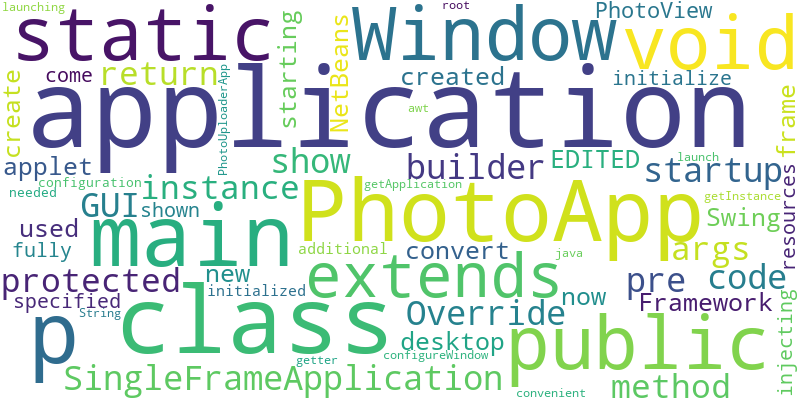 launching
root
PhotoView
static
Window
void
starting
NetBeans
come
return
created
initialize
create
PhotoUploaderApp
application
awt
frame
applet
show
builder
EDITED
startup
launch
needed
configuration
instance
getApplication
getInstance
GUI
shown
PhotoApp
Swing
resources
used
main
fully
additional
convert
java
args
protected
new
extends
pre
code
specified
initialized
now
Framework
String
p
class
Override
desktop
public
injecting
getter
configureWindow
SingleFrameApplication
convenient
method